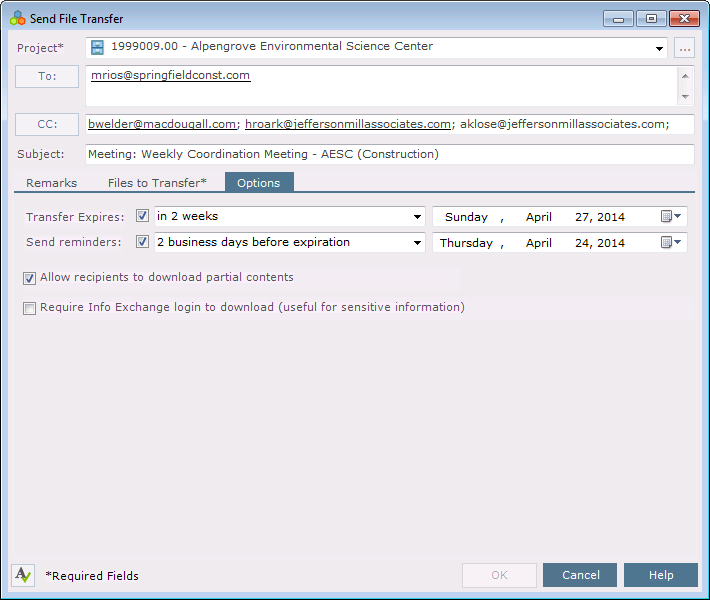 Send File Transfer
Project* 1999009.00 - Alpengrove Environmental Science Center ...
To: mrios@springfieldconst.com
CC: bwelder@macdougall.com; hroark@jeffersonmillassociates.com; aklose@jeffersonmillassociates.com;
Subject: Meeting: Weekly Coordination Meeting - AESC (Construction)
Remarks Files to Transfer* Options
Transfer Expires: in 2 weeks Sunday , April 27, 2014
Send reminders: 2 business days before expiration Thursday , April 24, 2014
Allow recipients to download partial contents
Require Info Exchange login to download (useful for sensitive information)
A *Required Fields OK Cancel Help